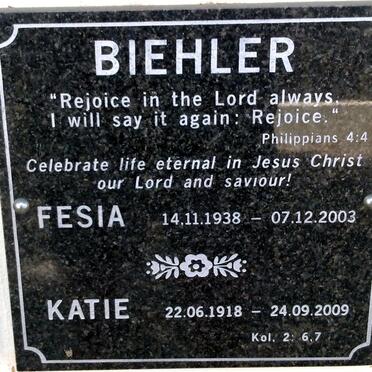 BIEHLER
"Rejoice in the Lord always.
I will say it again: Rejoice."
Philippians 4:4
Celebrate life eternal in Jesus Christ
our Lord and saviour!
FESIA 14.11.1938 – 07.12.2003
KATIE 22.06.1918 – 24.09.2009
Kol. 2: 6,7